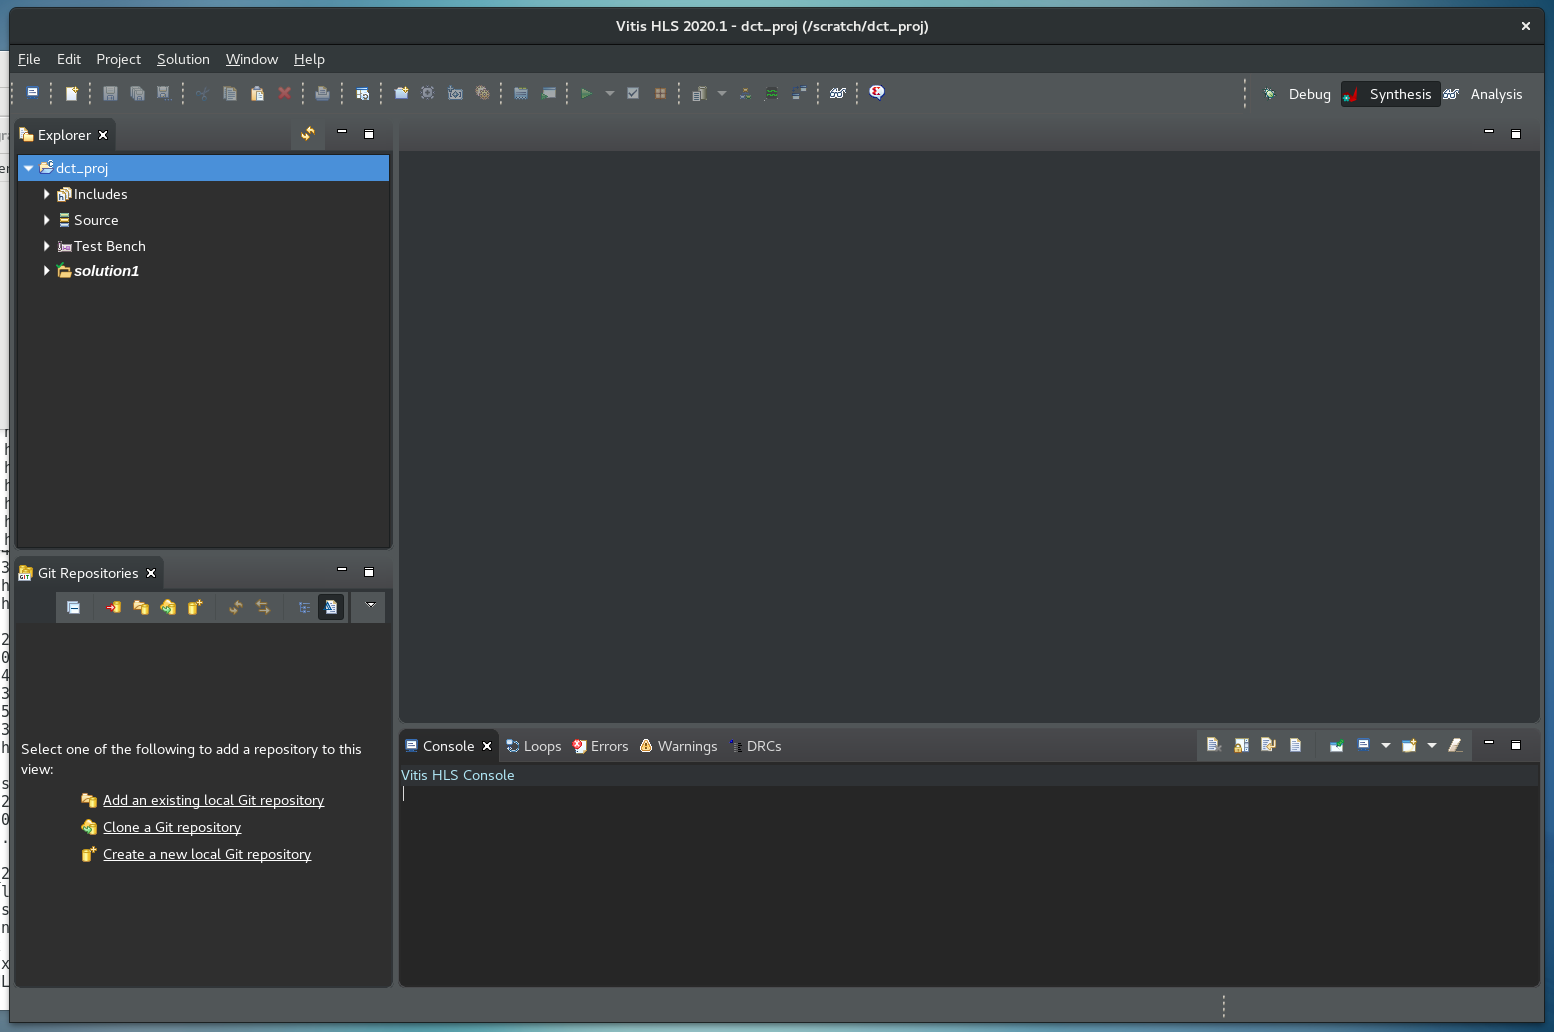 Vitis HLS 2020.1 - dct_proj (/scratch/dct_proj)
File Edit Project Solution Window Help
Debug Synthesis Analysis
Explorer
dct_proj
Includes
Source
Test Bench
solution1
Git Repositories
Select one of the following to add a repository to this
view:
Add an existing local Git repository
Clone a Git repository
Create a new local Git repository
Console Loops Errors Warnings DRCs
Vitis HLS Console